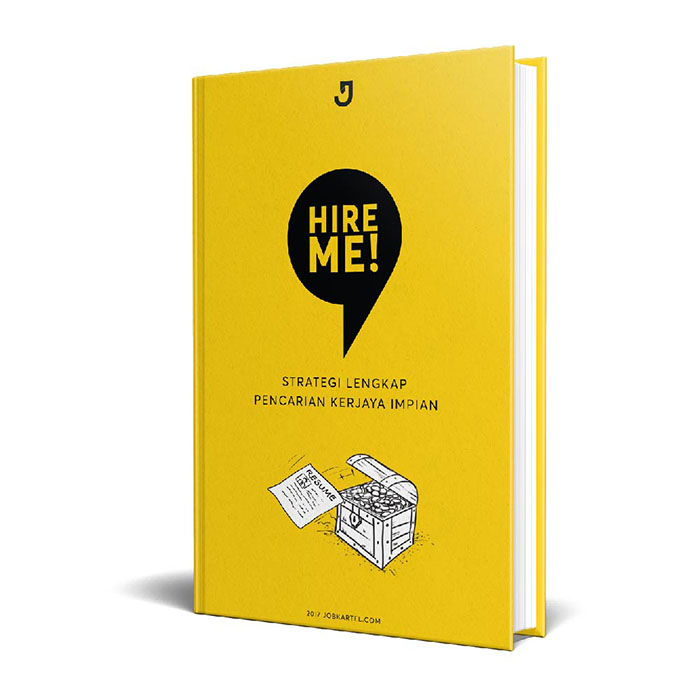 J
HIRE
ME!
STRATEGI LENGKAP
PENCARIAN KERJAYA IMPIAN
RESUME
2017 JOBKARTEL.COM